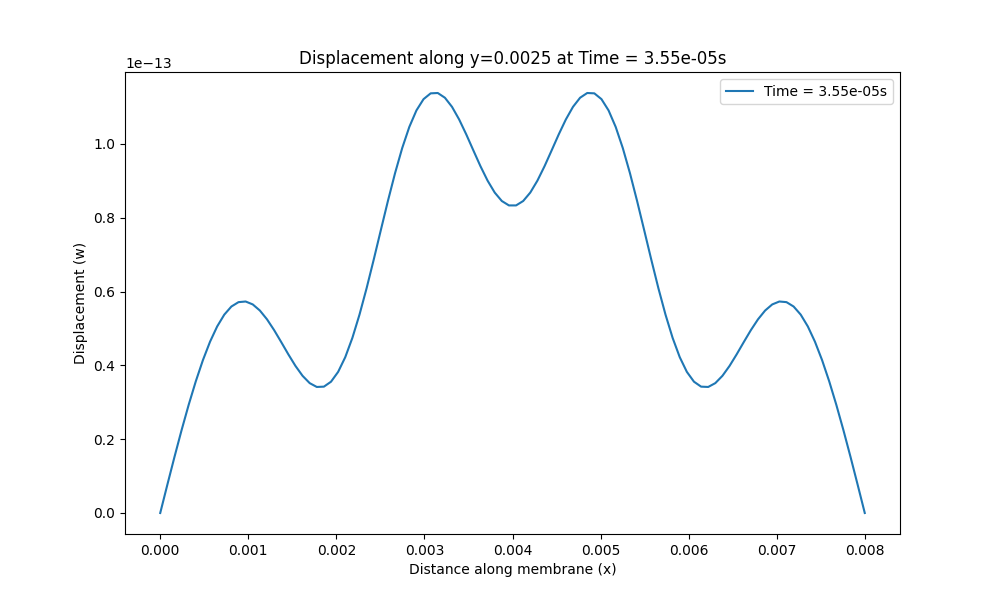 Displacement along y=0.0025 at Time = 3.55e-05s
1e−13
Time = 3.55e-05s
1.0
0.8
0.6
0.4
0.2
0.0
Displacement (w)
0.000 0.001 0.002 0.003 0.004 0.005 0.006 0.007 0.008
Distance along membrane (x)